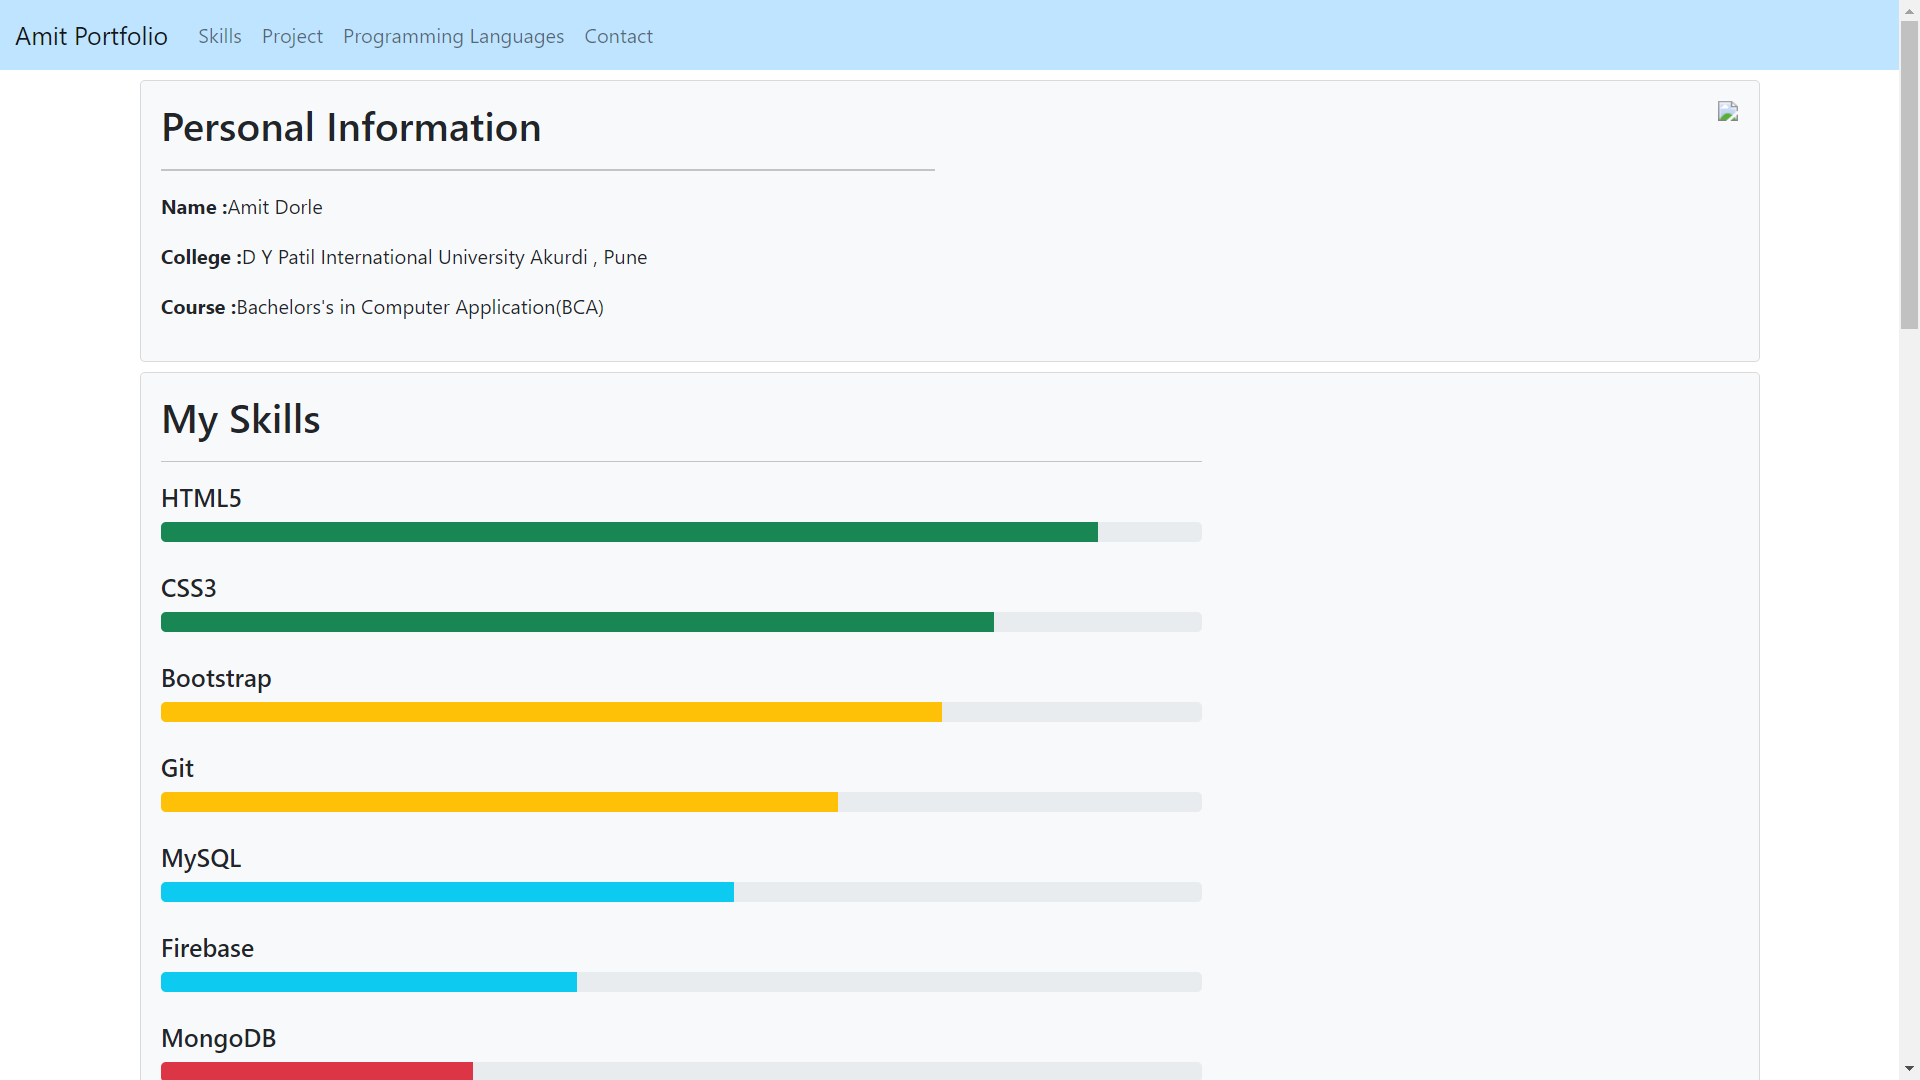 Amit Portfolio Skills Project Programming Languages Contact
Personal Information
Name :Amit Dorle
College :D Y Patil International University Akurdi , Pune
Course :Bachelors's in Computer Application(BCA)
My Skills
HTML5
CSS3
Bootstrap
Git
MySQL
Firebase
MongoDB